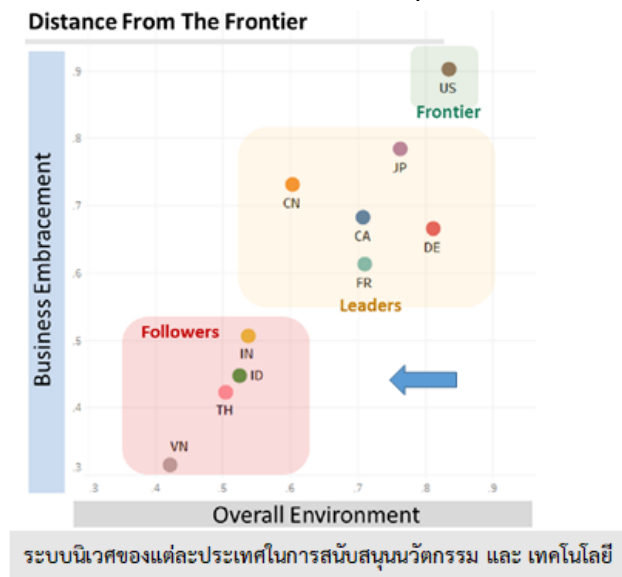 Distance From The Frontier
Business Embracement
.9
US
Frontier
.8
JP
CN
.7
CA
DE
.6
FR
Leaders
Followers
.5
IN
ID
.4
TH
VN
.3
.3 .4 .5 .6 .7 .8 .9
Overall Environment
ระบบนิเวศของแต่ละประเทศในการสนับสนุนนวัตกรรม และ เทคโนโลยี